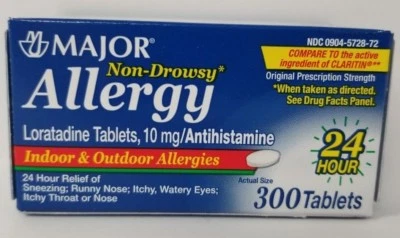 MAJOR®
NDC 0904-5728-72
COMPARE TO the active
ingredient of CLARITIN®**
Non-Drowsy*
Original Prescription Strength
Allergy
*When taken as directed.
See Drug Facts Panel.
Loratadine Tablets, 10 mg/Antihistamine
Indoor & Outdoor Allergies
24
HOUR
24 Hour Relief of
Sneezing; Runny Nose; Itchy, Watery Eyes;
Itchy Throat or Nose
Actual Size
300 Tablets